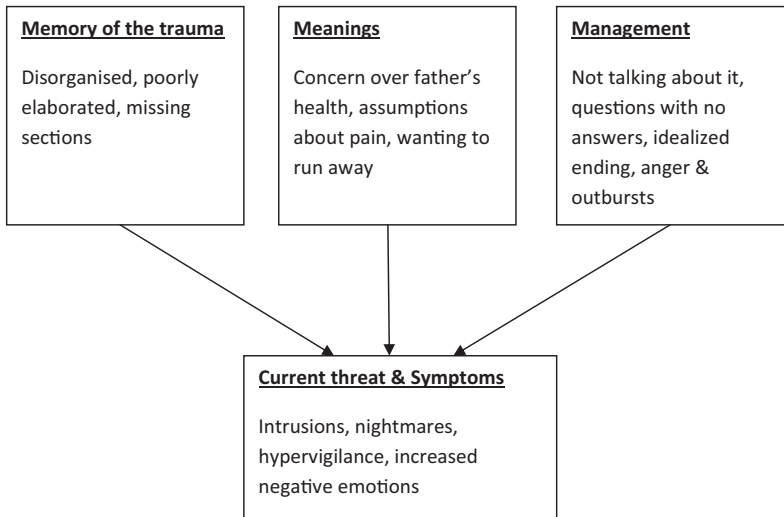 Memory of the trauma
Disorganised, poorly
elaborated, missing
sections
Meanings
Concern over father’s
health, assumptions
about pain, wanting to
run away
Management
Not talking about it,
questions with no
answers, idealized
ending, anger &
outbursts
Current threat & Symptoms
Intrusions, nightmares,
hypervigilance, increased
negative emotions